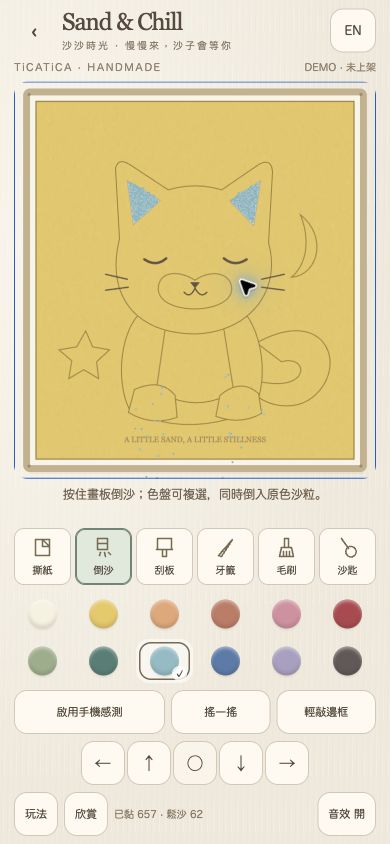 ‹
Sand & Chill
沙沙時光 · 慢慢來，沙子會等你
EN
TiCATiCA · HANDMADE
DEMO · 未上架
A LITTLE SAND, A LITTLE STILLNESS
按住畫板倒沙；色盤可複選，同時倒入原色沙粒。
撕紙
倒沙
刮板
牙籤
毛刷
沙匙
✓
啟用手機感測
搖一搖
輕敲邊框
← ↑ ○ ↓ →
玩法
欣賞
已黏 657 · 鬆沙 62
音效 開